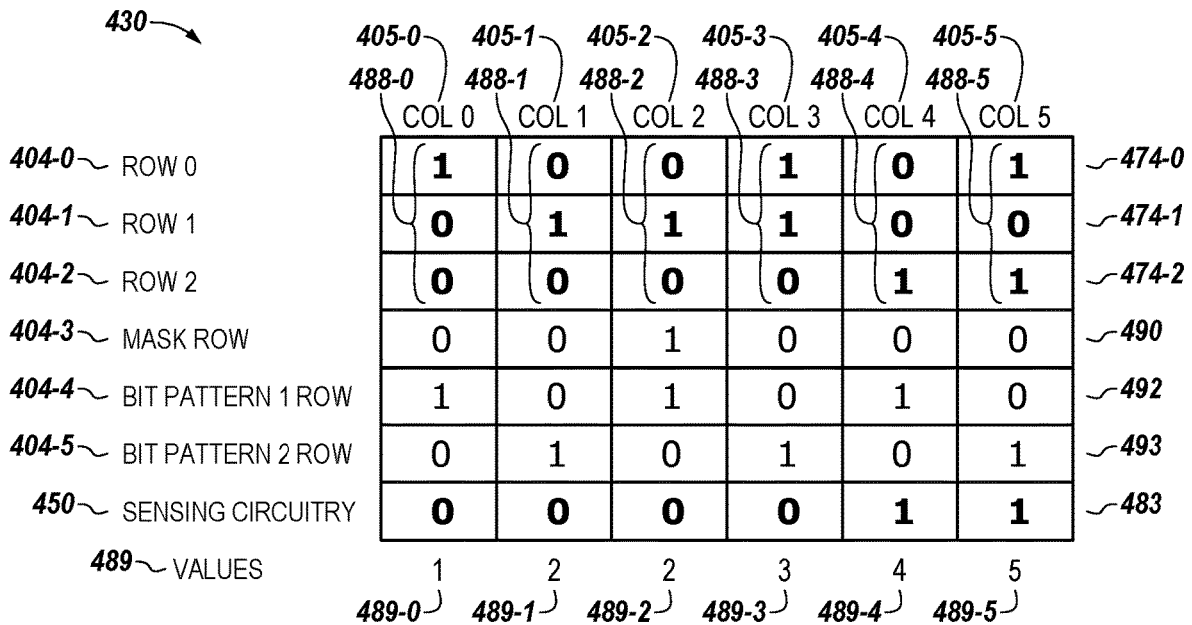 430
405-0 405-1 405-2 405-3 405-4 405-5
488-0 488-1 488-2 488-3 488-4 488-5
COL 0 COL 1 COL 2 COL 3 COL 4 COL 5
404-0 ROW 0 1 0 0 1 0 1 474-0
404-1 ROW 1 0 1 1 1 0 0 474-1
404-2 ROW 2 0 0 0 0 1 1 474-2
404-3 MASK ROW 0 0 1 0 0 0 490
404-4 BIT PATTERN 1 ROW 1 0 1 0 1 0 492
404-5 BIT PATTERN 2 ROW 0 1 0 1 0 1 493
450 SENSING CIRCUITRY 0 0 0 0 1 1 483
489 VALUES 1 2 2 3 4 5
489-0 489-1 489-2 489-3 489-4 489-5